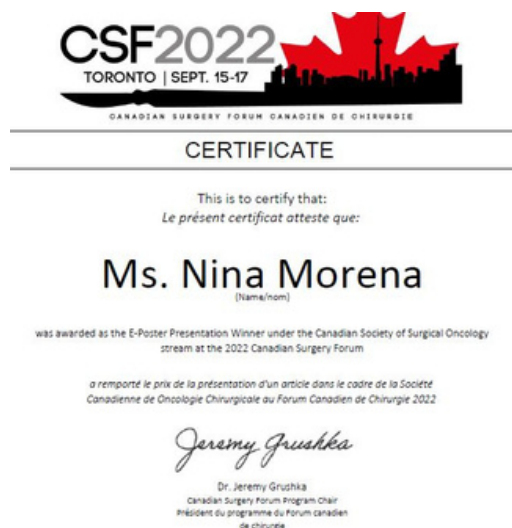 CSF2022
TORONTO | SEPT. 15-17
CANADIAN SURGERY FORUM CANADIEN DE CHIRURGIE
CERTIFICATE
This is to certify that:
Le présent certificat atteste que:
Ms. Nina Morena
(Name/nom)
was awarded as the E-Poster Presentation Winner under the Canadian Society of Surgical Oncology
stream at the 2022 Canadian Surgery Forum
a remporté le prix de la présentation d'un article dans le cadre de la Société
Canadienne de Oncologie Chirurgicale au Forum Canadien de Chirurgie 2022
Jeremy Grushka
Dr. Jeremy Grushka
Canadian Surgery Forum Program Chair
Président du programme du Forum canadien
de chirurgie